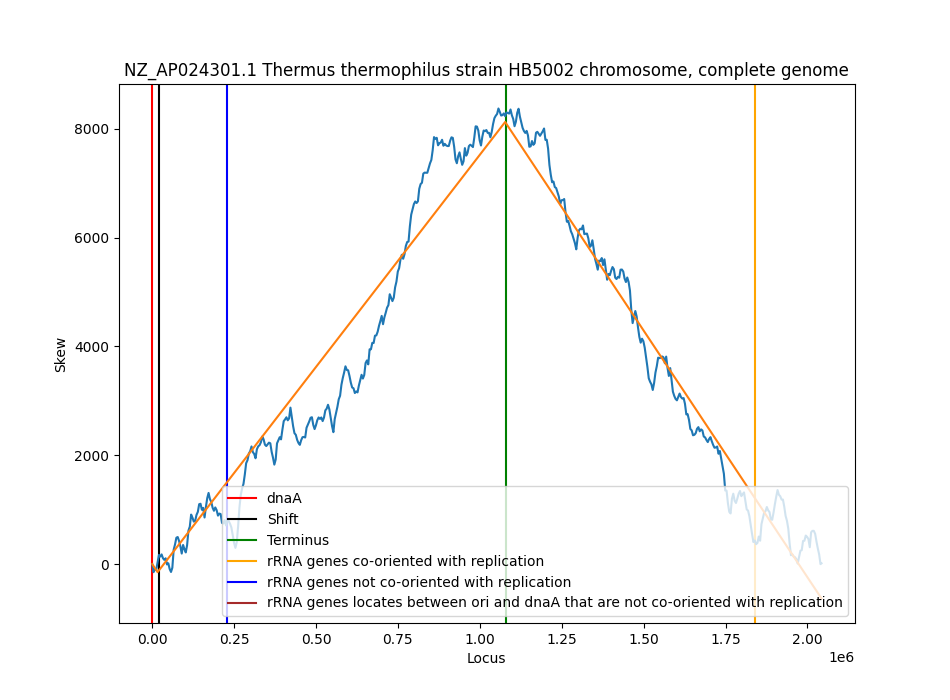 NZ_AP024301.1 Thermus thermophilus strain HB5002 chromosome, complete genome
Skew
8000
6000
4000
2000
0
dnaA
Shift
Terminus
rRNA genes co-oriented with replication
rRNA genes not co-oriented with replication
rRNA genes locates between ori and dnaA that are not co-oriented with replication
0.00 0.25 0.50 0.75 1.00 1.25 1.50 1.75 2.00
Locus
1e6